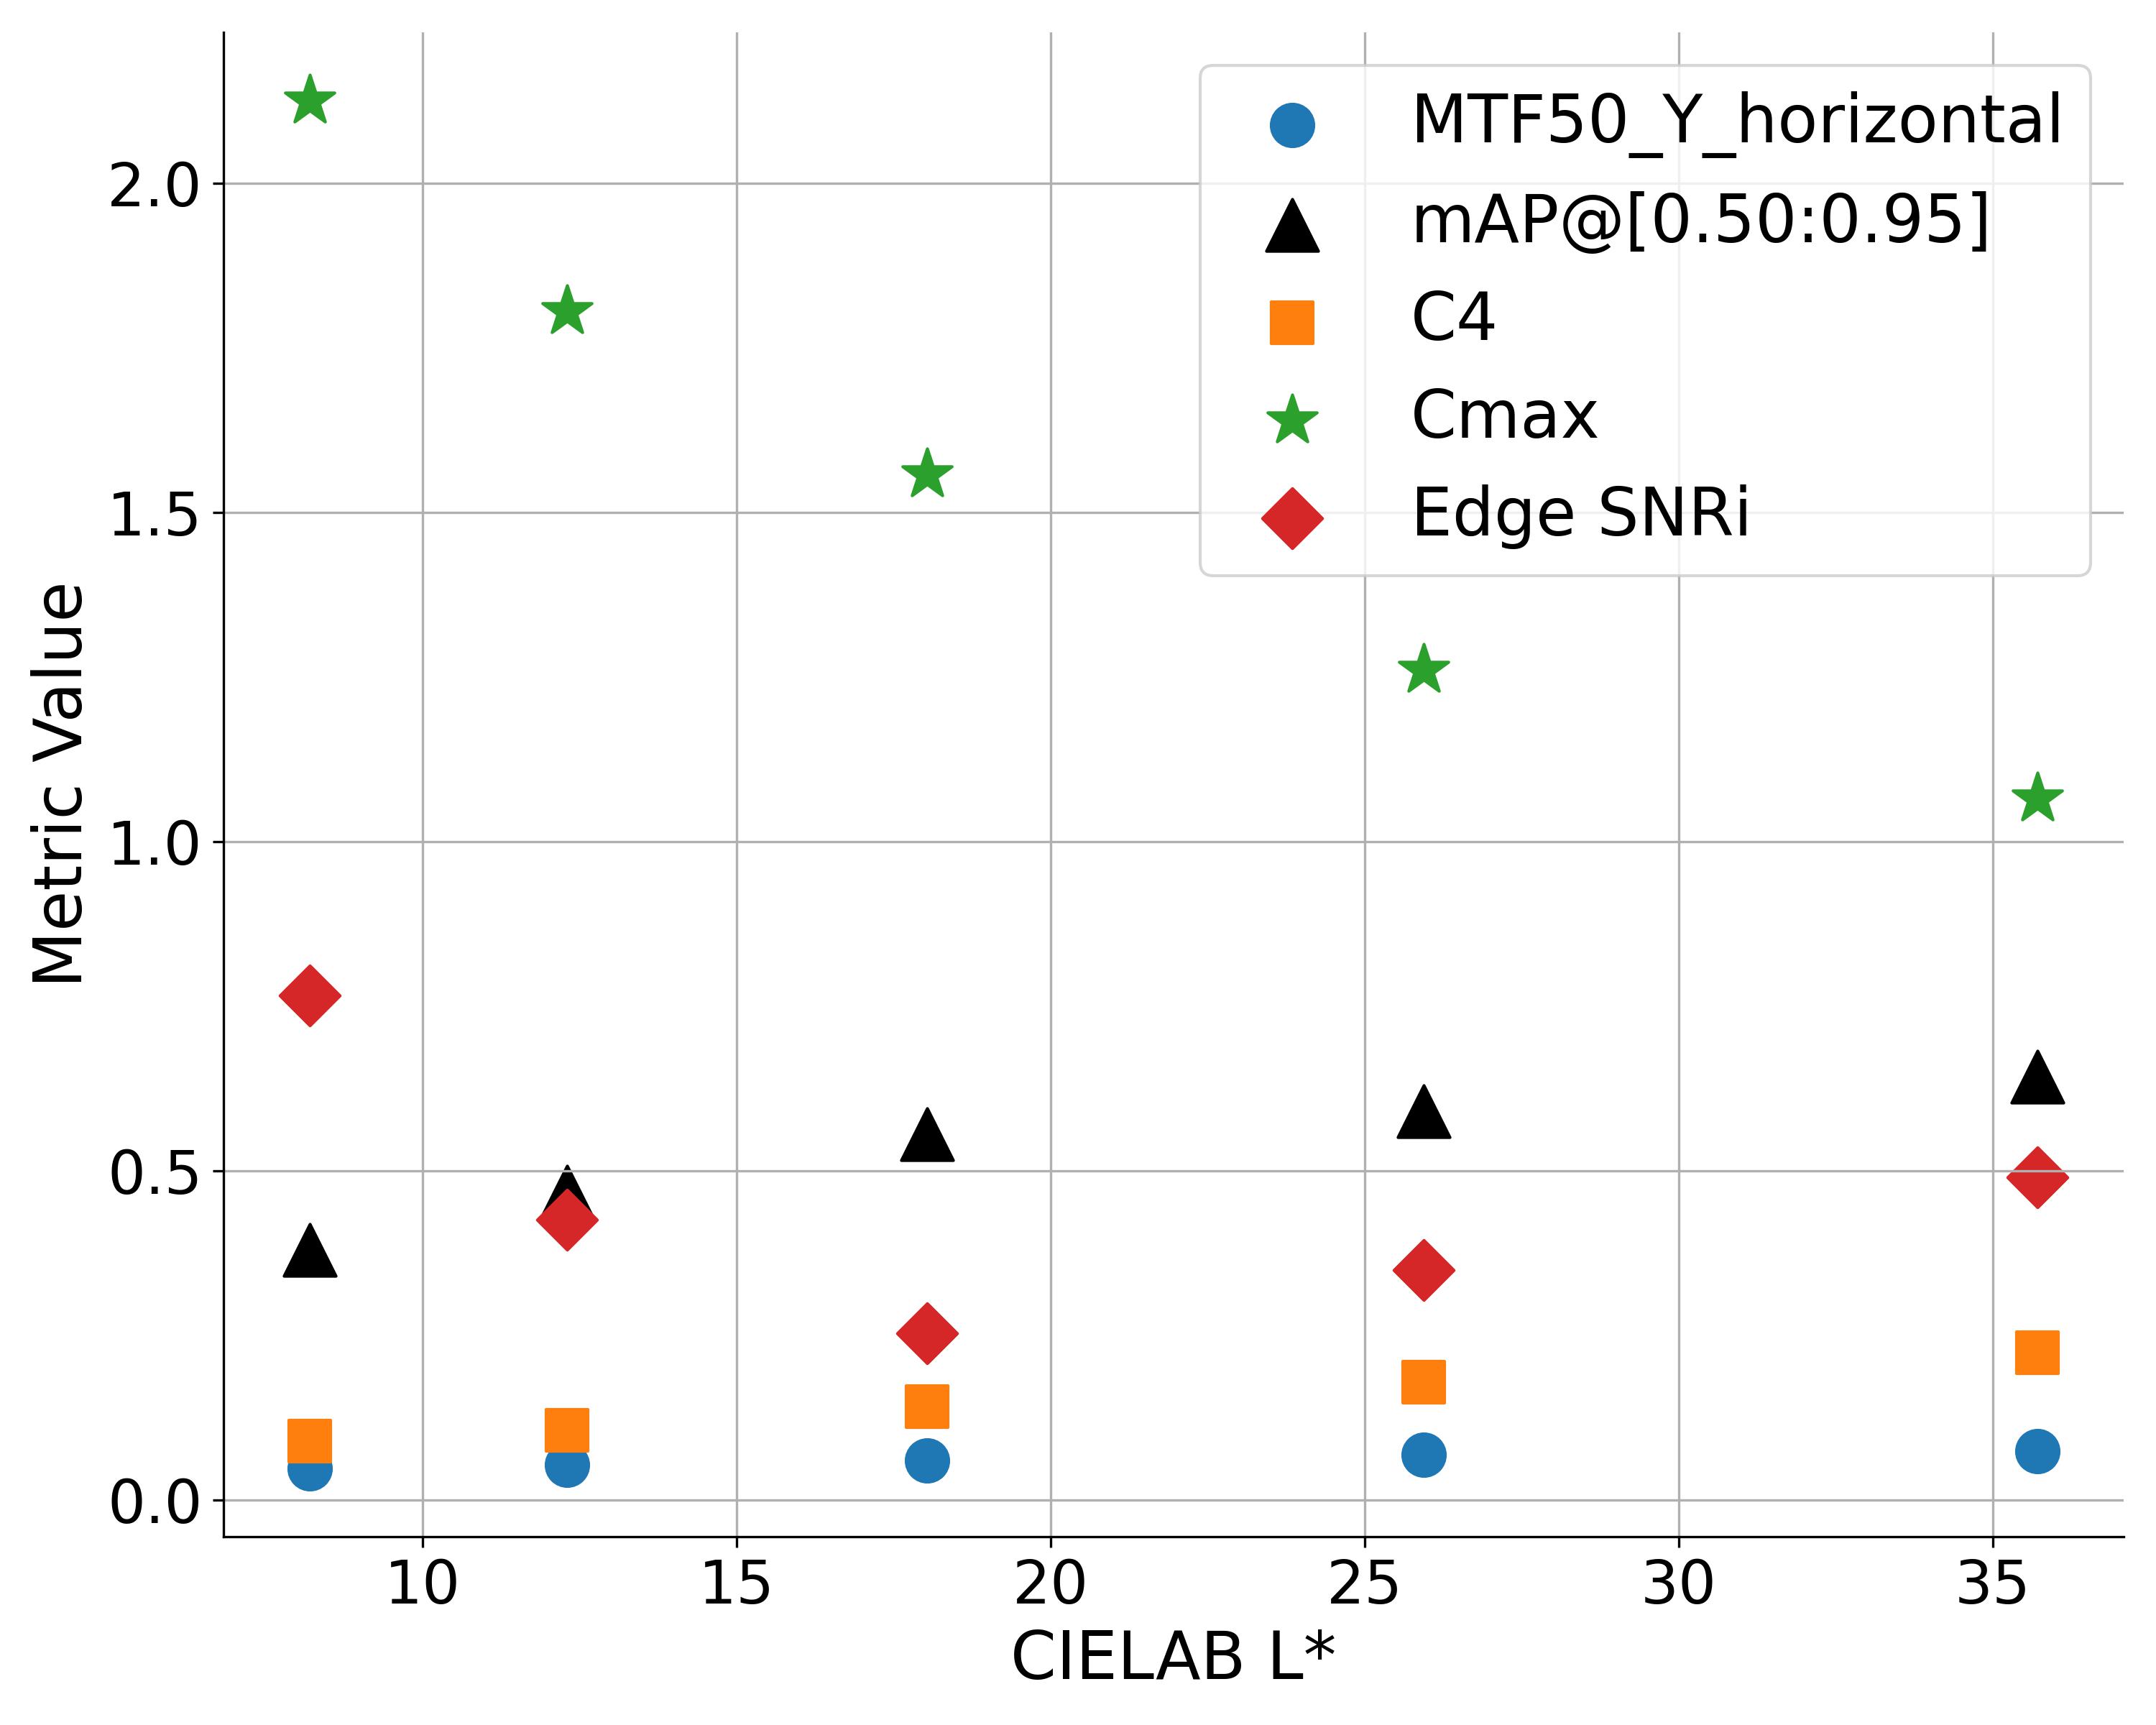 MTF50_Y_horizontal
mAP@[0.50:0.95]
C4
Cmax
Edge SNRi
Metric Value
2.0
1.5
1.0
0.5
0.0
10 15 20 25 30 35
CIELAB L*